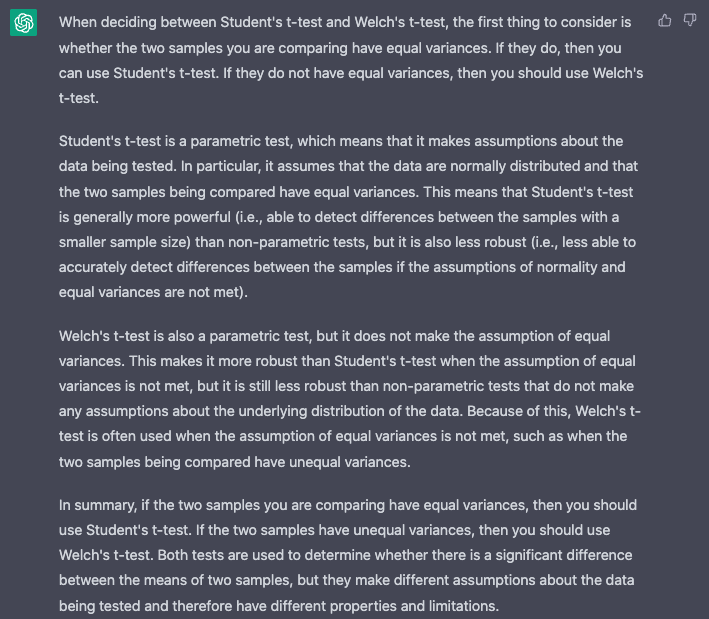 When deciding between Student's t-test and Welch's t-test, the first thing to consider is
whether the two samples you are comparing have equal variances. If they do, then you
can use Student's t-test. If they do not have equal variances, then you should use Welch's
t-test.
Student's t-test is a parametric test, which means that it makes assumptions about the
data being tested. In particular, it assumes that the data are normally distributed and that
the two samples being compared have equal variances. This means that Student's t-test
is generally more powerful (i.e., able to detect differences between the samples with a
smaller sample size) than non-parametric tests, but it is also less robust (i.e., less able to
accurately detect differences between the samples if the assumptions of normality and
equal variances are not met).
Welch's t-test is also a parametric test, but it does not make the assumption of equal
variances. This makes it more robust than Student's t-test when the assumption of equal
variances is not met, but it is still less robust than non-parametric tests that do not make
any assumptions about the underlying distribution of the data. Because of this, Welch's t-
test is often used when the assumption of equal variances is not met, such as when the
two samples being compared have unequal variances.
In summary, if the two samples you are comparing have equal variances, then you should
use Student's t-test. If the two samples have unequal variances, then you should use
Welch's t-test. Both tests are used to determine whether there is a significant difference
between the means of two samples, but they make different assumptions about the data
being tested and therefore have different properties and limitations.